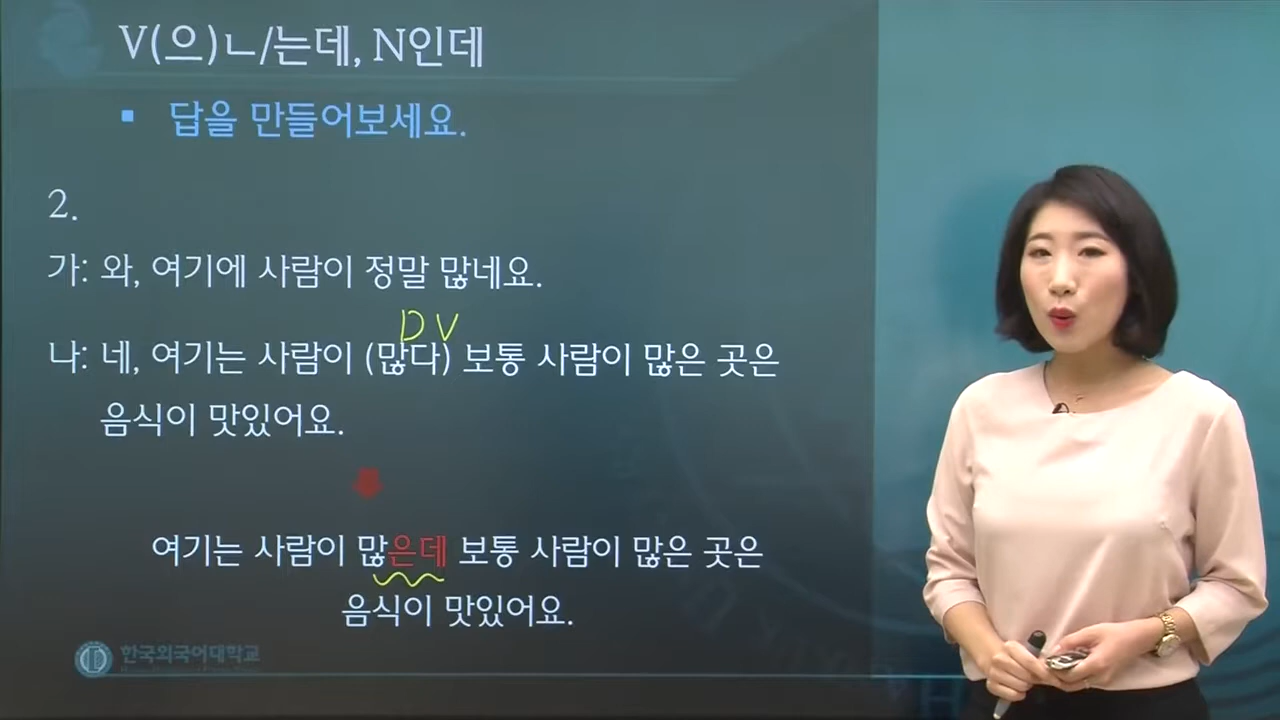 V(으)ㄴ/는데, N인데
▪ 답을 만들어보세요.
2.
가: 와, 여기에 사람이 정말 많네요.
DV
나: 네, 여기는 사람이 (많다) 보통 사람이 많은 곳은
음식이 맛있어요.
여기는 사람이 많은데 보통 사람이 많은 곳은
음식이 맛있어요.
한국외국어대학교